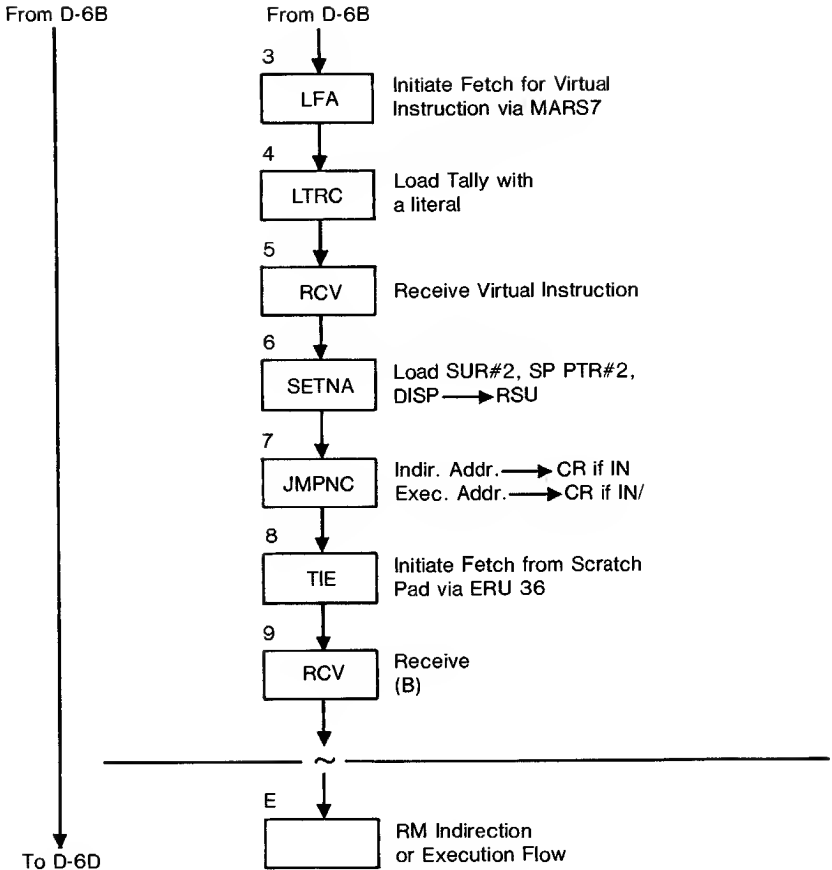 From D-6B
From D-6B
3
LFA
Initiate Fetch for Virtual
Instruction via MARS7
4
LTRC
Load Tally with
a literal
5
RCV
Receive Virtual Instruction
6
SETNA
Load SUR#2, SP PTR#2,
DISP → RSU
7
JMPNC
Indir. Addr. → CR if IN
Exec. Addr. → CR if IN/
8
TIE
Initiate Fetch from Scratch
Pad via ERU 36
9
RCV
Receive
(B)
~
E
RM Indirection
or Execution Flow
To D-6D